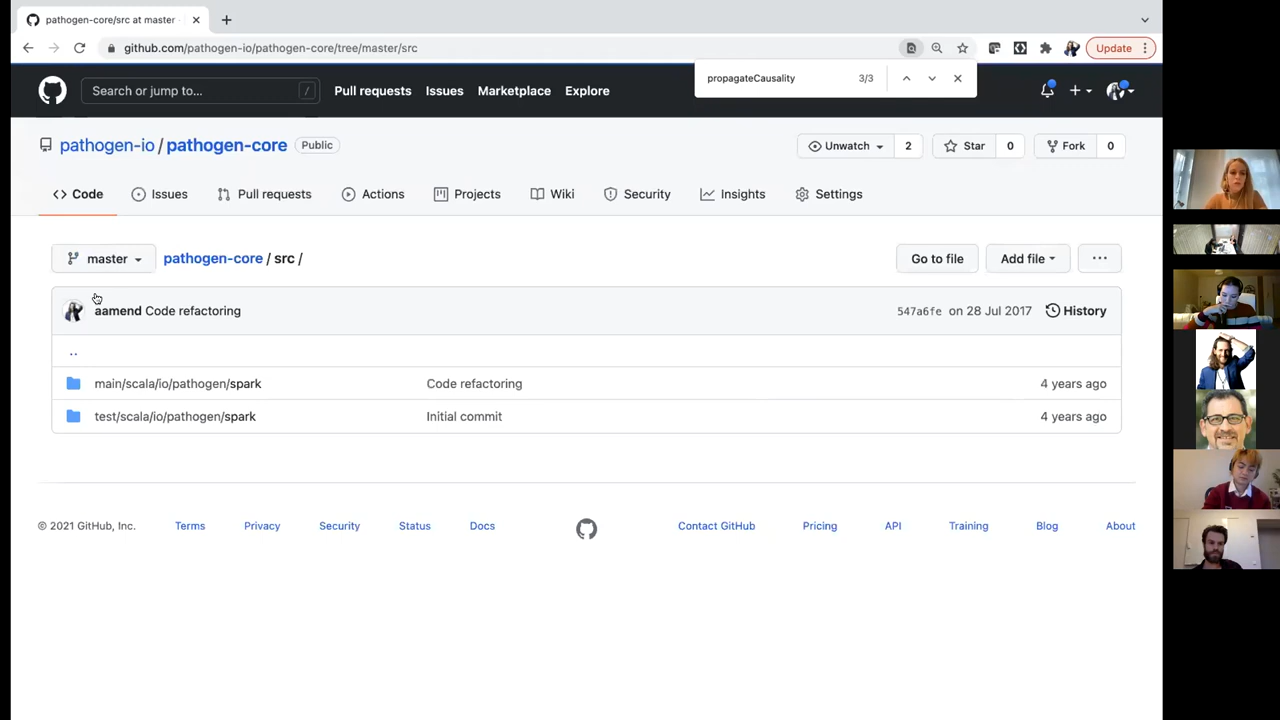 pathogen-core/src at master
github.com/pathogen-io/pathogen-core/tree/master/src
Update
propagateCausality 3/3
Search or jump to... /
Pull requests Issues Marketplace Explore
pathogen-io / pathogen-core Public
Unwatch 2 Star 0 Fork 0
<> Code Issues Pull requests Actions Projects Wiki Security Insights Settings
master pathogen-core / src /
Go to file Add file ...
aamend Code refactoring 547a6fe on 28 Jul 2017 History
..
main/scala/io/pathogen/spark Code refactoring 4 years ago
test/scala/io/pathogen/spark Initial commit 4 years ago
© 2021 GitHub, Inc. Terms Privacy Security Status Docs Contact GitHub Pricing API Training Blog About